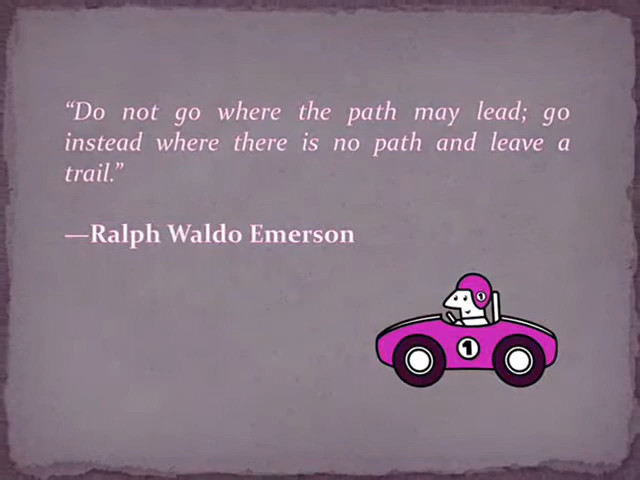 “Do not go where the path may lead; go
instead where there is no path and leave a
trail.”
—Ralph Waldo Emerson
1
1